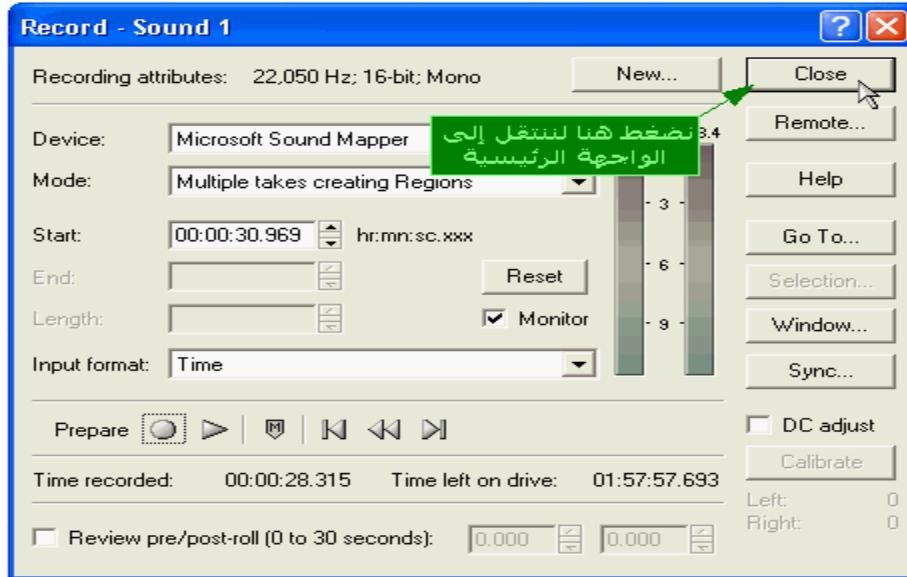 Record - Sound 1
Recording attributes: 22,050 Hz; 16-bit; Mono New... Close
نضغط هنا لننتقل إلى
الواجهة الرئيسية
Device: Microsoft Sound Mapper Remote...
Mode: Multiple takes creating Regions Help
3
Start: 00:00:30.969 hr:mn:sc.xxx Go To...
End: Reset 6 Selection...
Length: Monitor 9 Window...
Input format: Time Sync...
Prepare M DC adjust
Calibrate
Time recorded: 00:00:28.315 Time left on drive: 01:57:57.693
Left: 0
Right: 0
Review pre/post-roll (0 to 30 seconds): 0.000 0.000